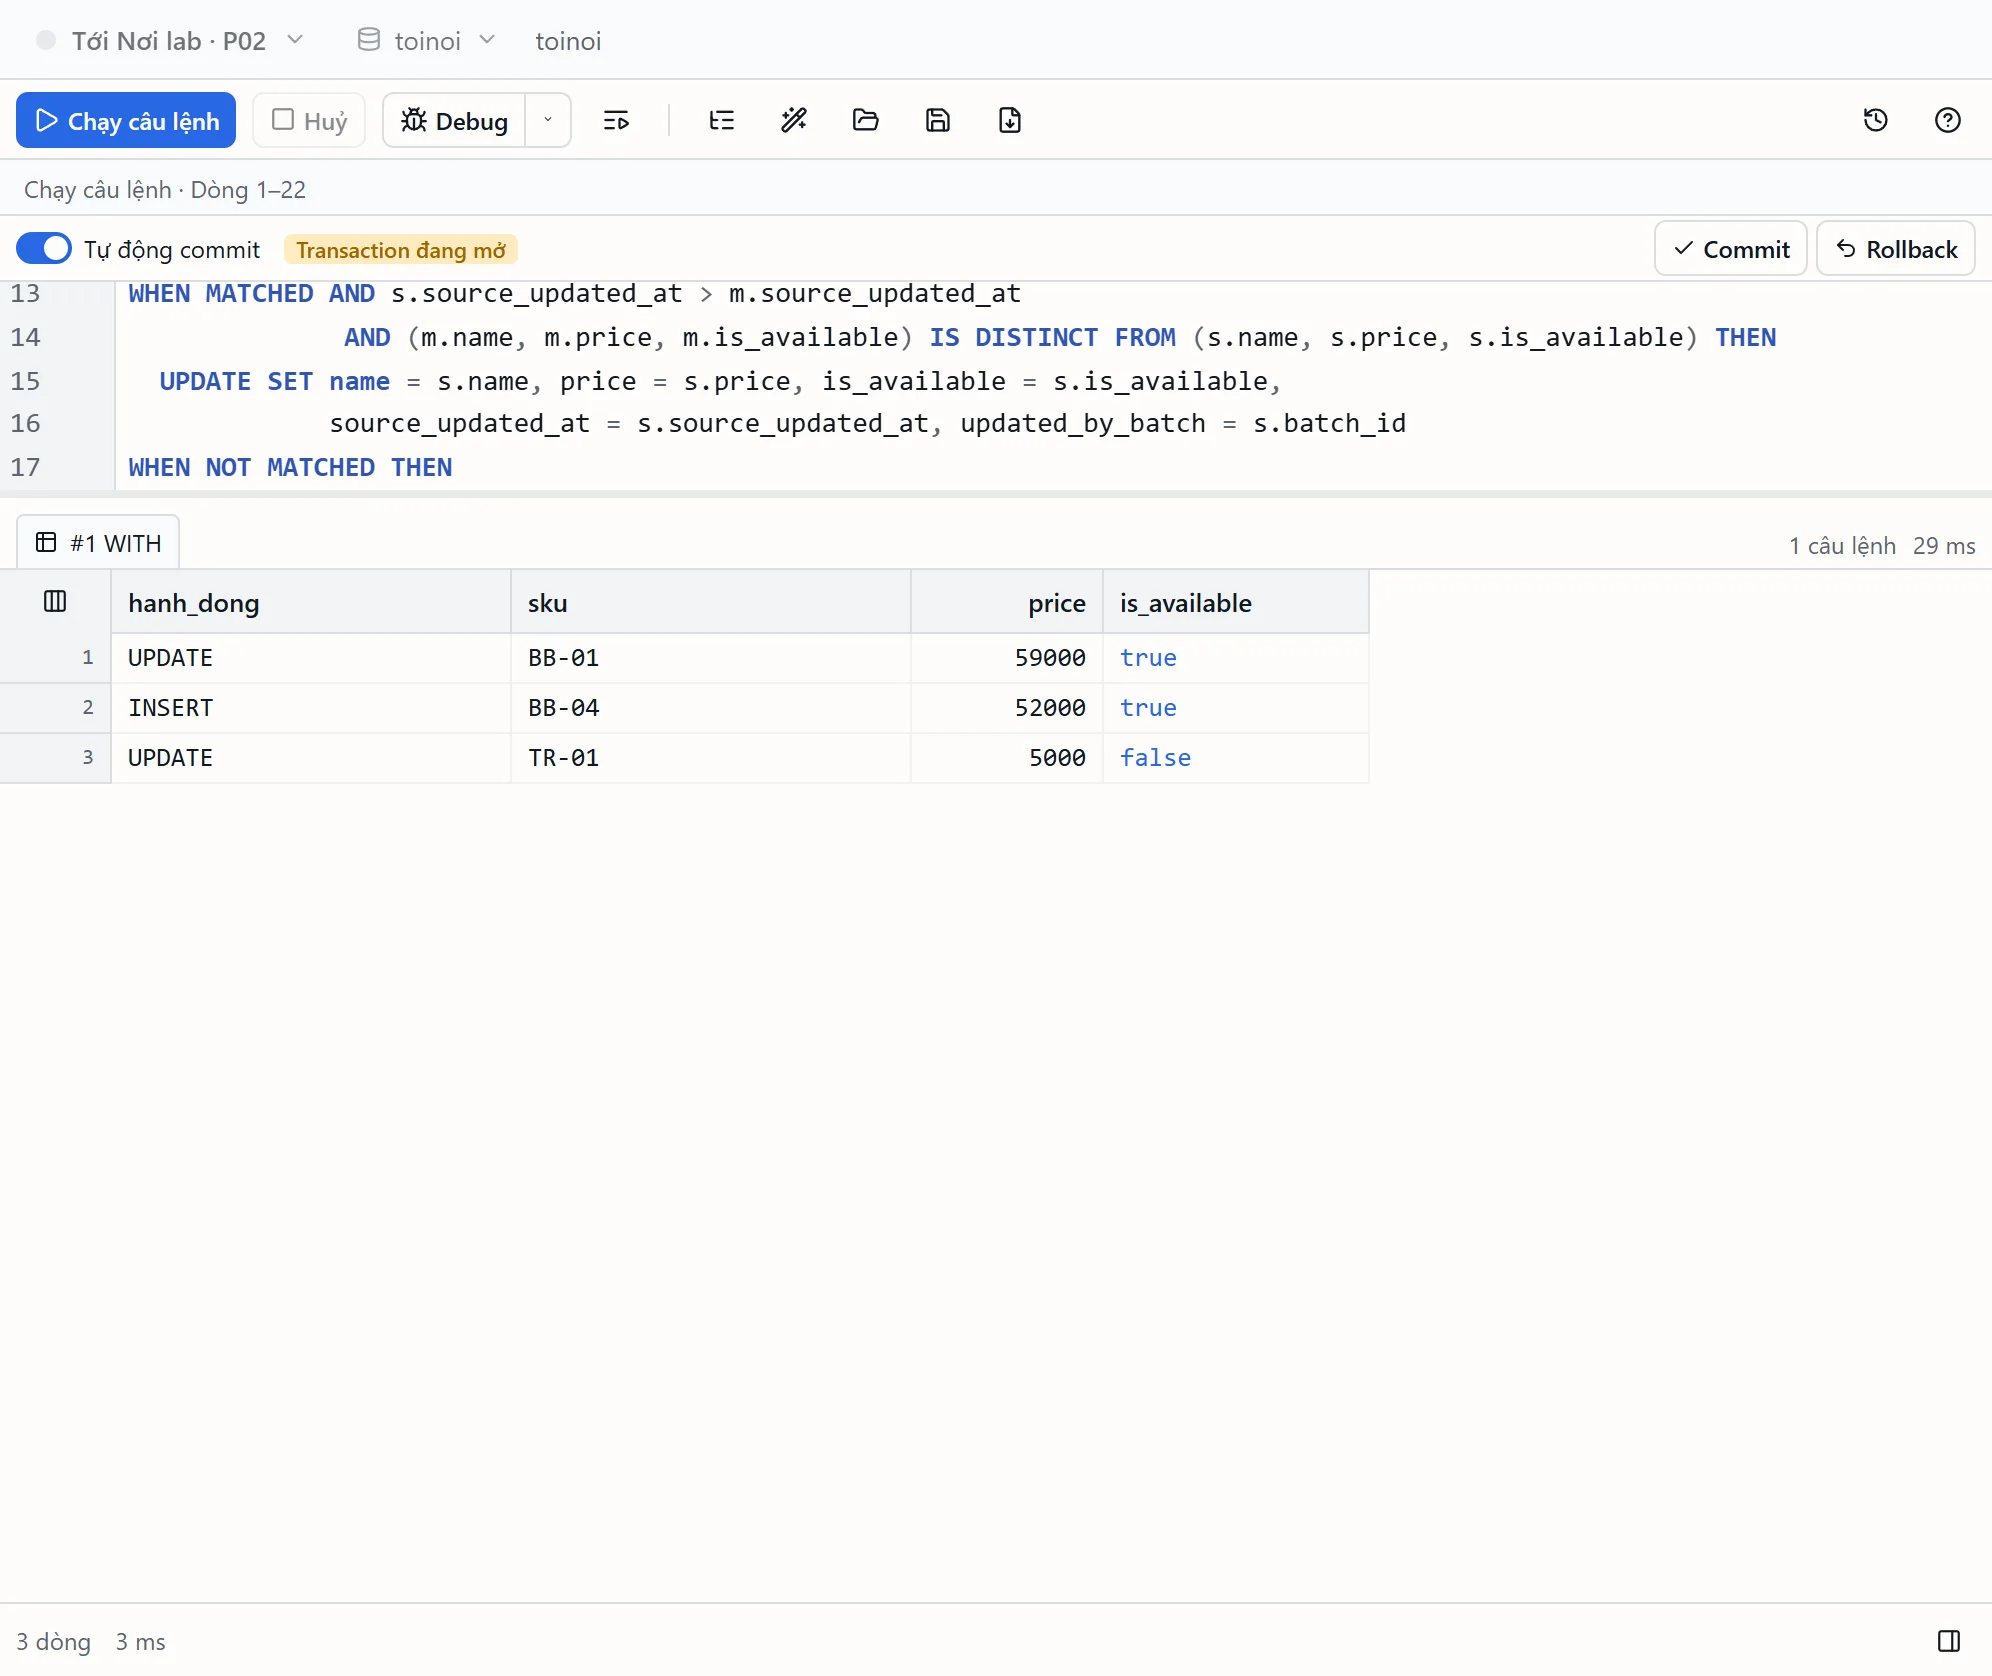 Tới Nơi lab · P02 toinoi toinoi
Chạy câu lệnh Huỷ Debug
Chạy câu lệnh · Dòng 1–22
Tự động commit Transaction đang mở Commit Rollback
13 WHEN MATCHED AND s.source_updated_at > m.source_updated_at
14 AND (m.name, m.price, m.is_available) IS DISTINCT FROM (s.name, s.price, s.is_available) THEN
15 UPDATE SET name = s.name, price = s.price, is_available = s.is_available,
16 source_updated_at = s.source_updated_at, updated_by_batch = s.batch_id
17 WHEN NOT MATCHED THEN
#1 WITH 1 câu lệnh 29 ms
hanh_dong sku price is_available
1 UPDATE BB-01 59000 true
2 INSERT BB-04 52000 true
3 UPDATE TR-01 5000 false
3 dòng 3 ms